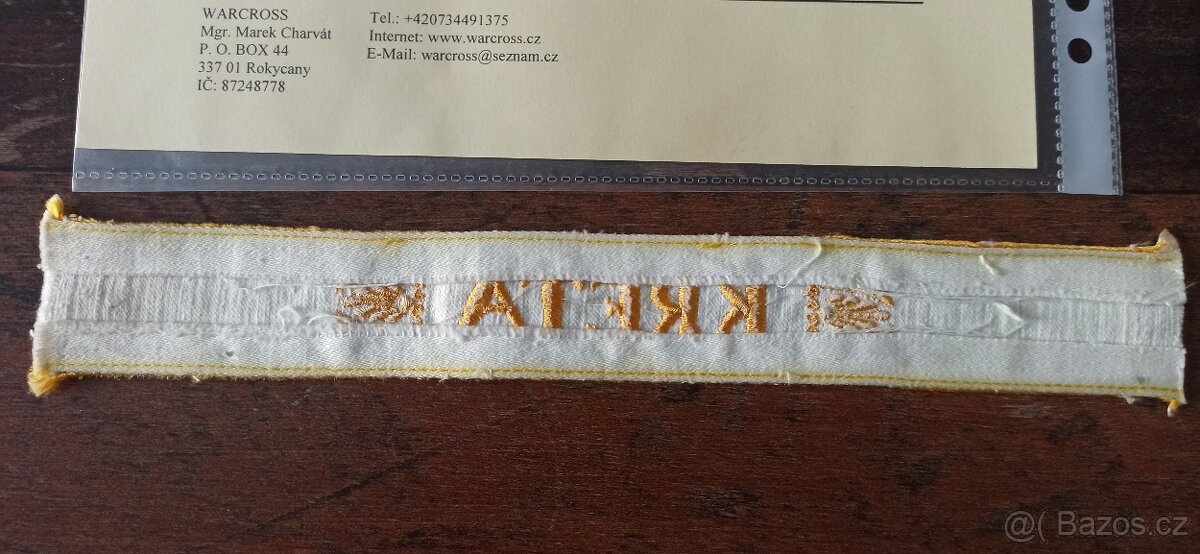 WARCROSS
Mgr. Marek Charvát
P. O. BOX 44
337 01 Rokycany
IČ: 87248778
Tel.: +420734491375
Internet: www.warcross.cz
E-Mail: warcross@seznam.cz
KRETA
@( Bazos.cz